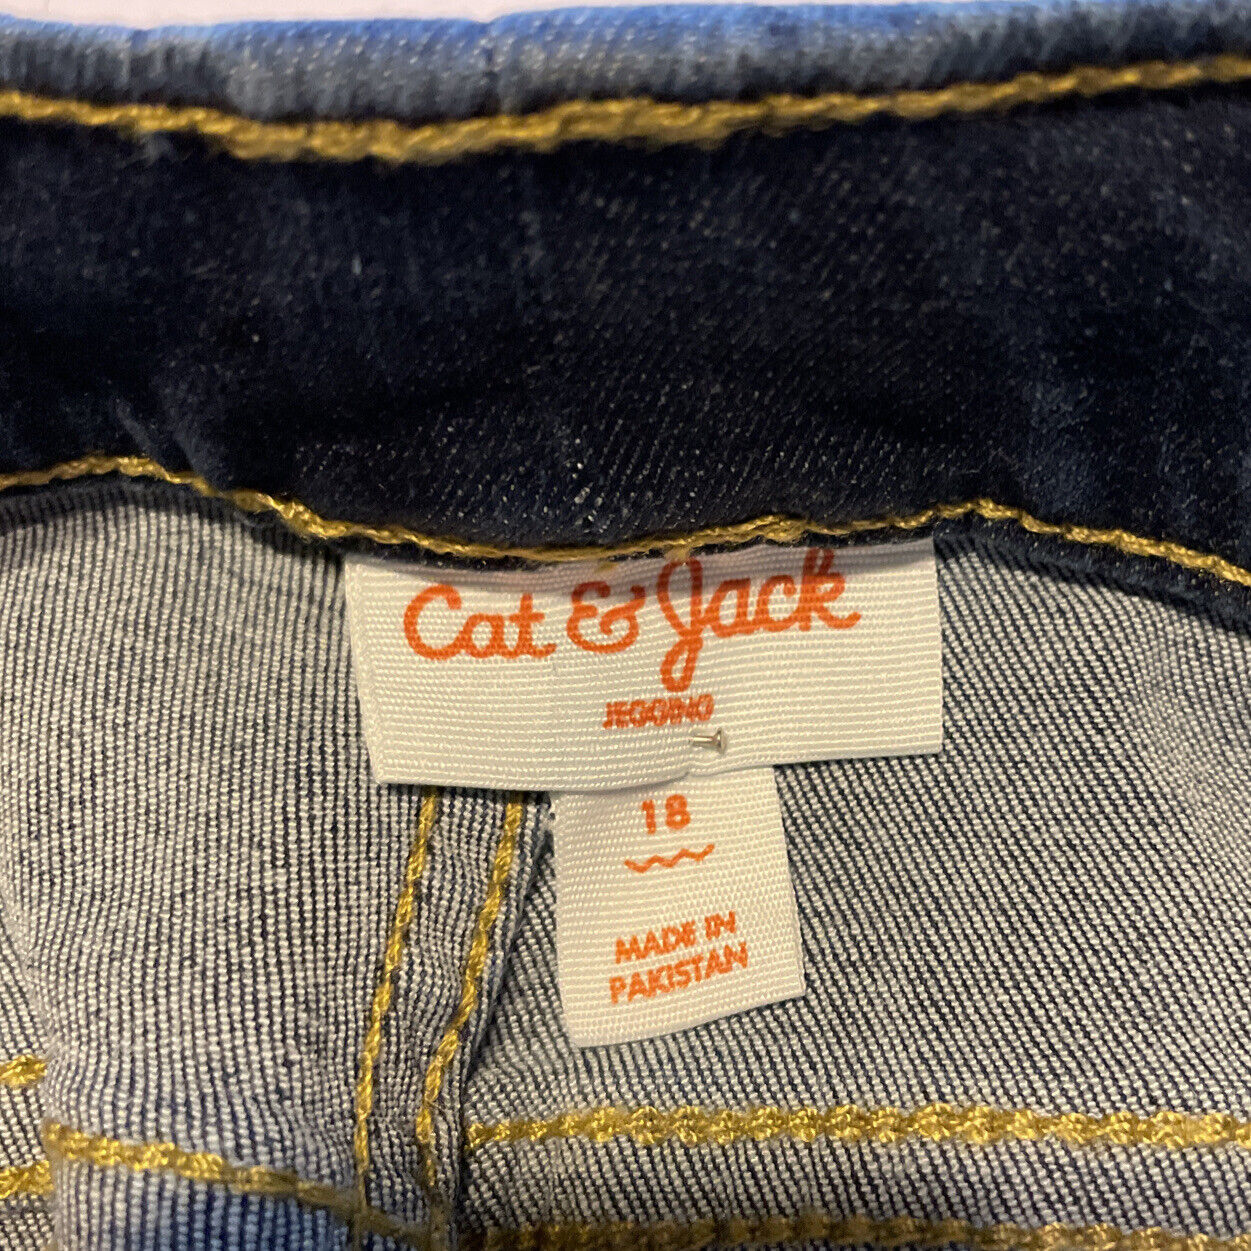 Cat & Jack
JEGGING
18
MADE IN
PAKISTAN